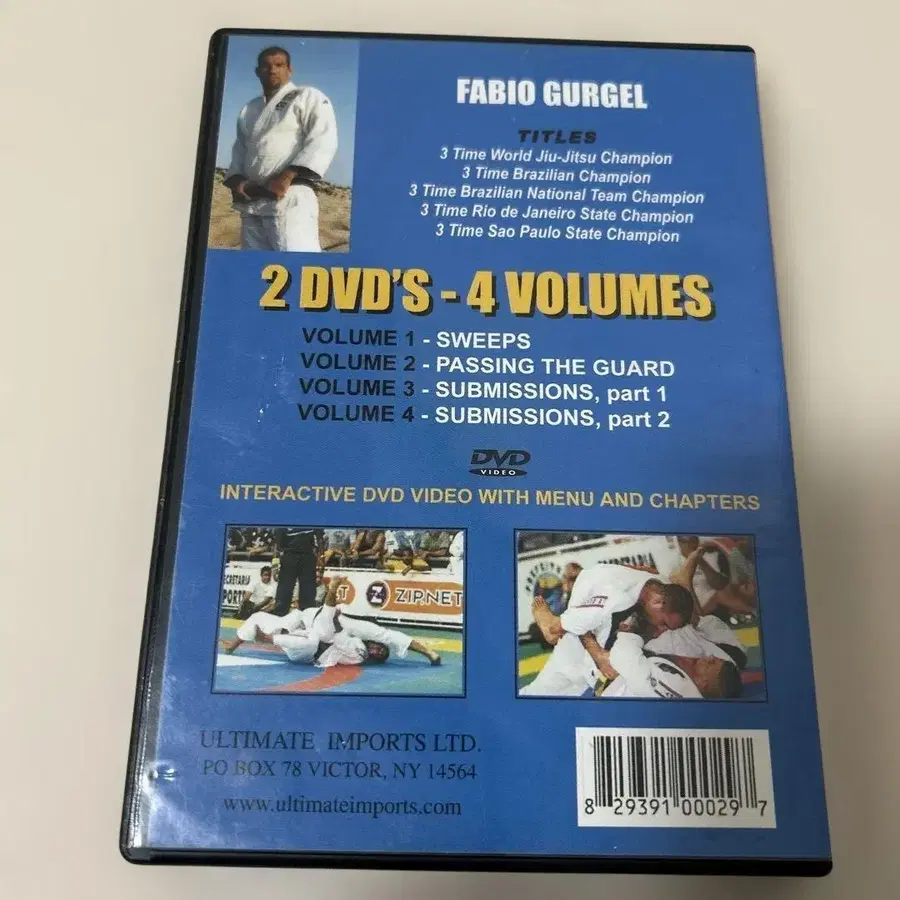 FABIO GURGEL
TITLES
3 Time World Jiu-Jitsu Champion
3 Time Brazilian Champion
3 Time Brazilian National Team Champion
3 Time Rio de Janeiro State Champion
3 Time Sao Paulo State Champion
2 DVD'S - 4 VOLUMES
VOLUME 1 - SWEEPS
VOLUME 2 - PASSING THE GUARD
VOLUME 3 - SUBMISSIONS, part 1
VOLUME 4 - SUBMISSIONS, part 2
DVD
VIDEO
INTERACTIVE DVD VIDEO WITH MENU AND CHAPTERS
ZIP.NET
ULTIMATE IMPORTS LTD.
PO BOX 78 VICTOR, NY 14564
www.ultimateimports.com
8 29391 00029 7